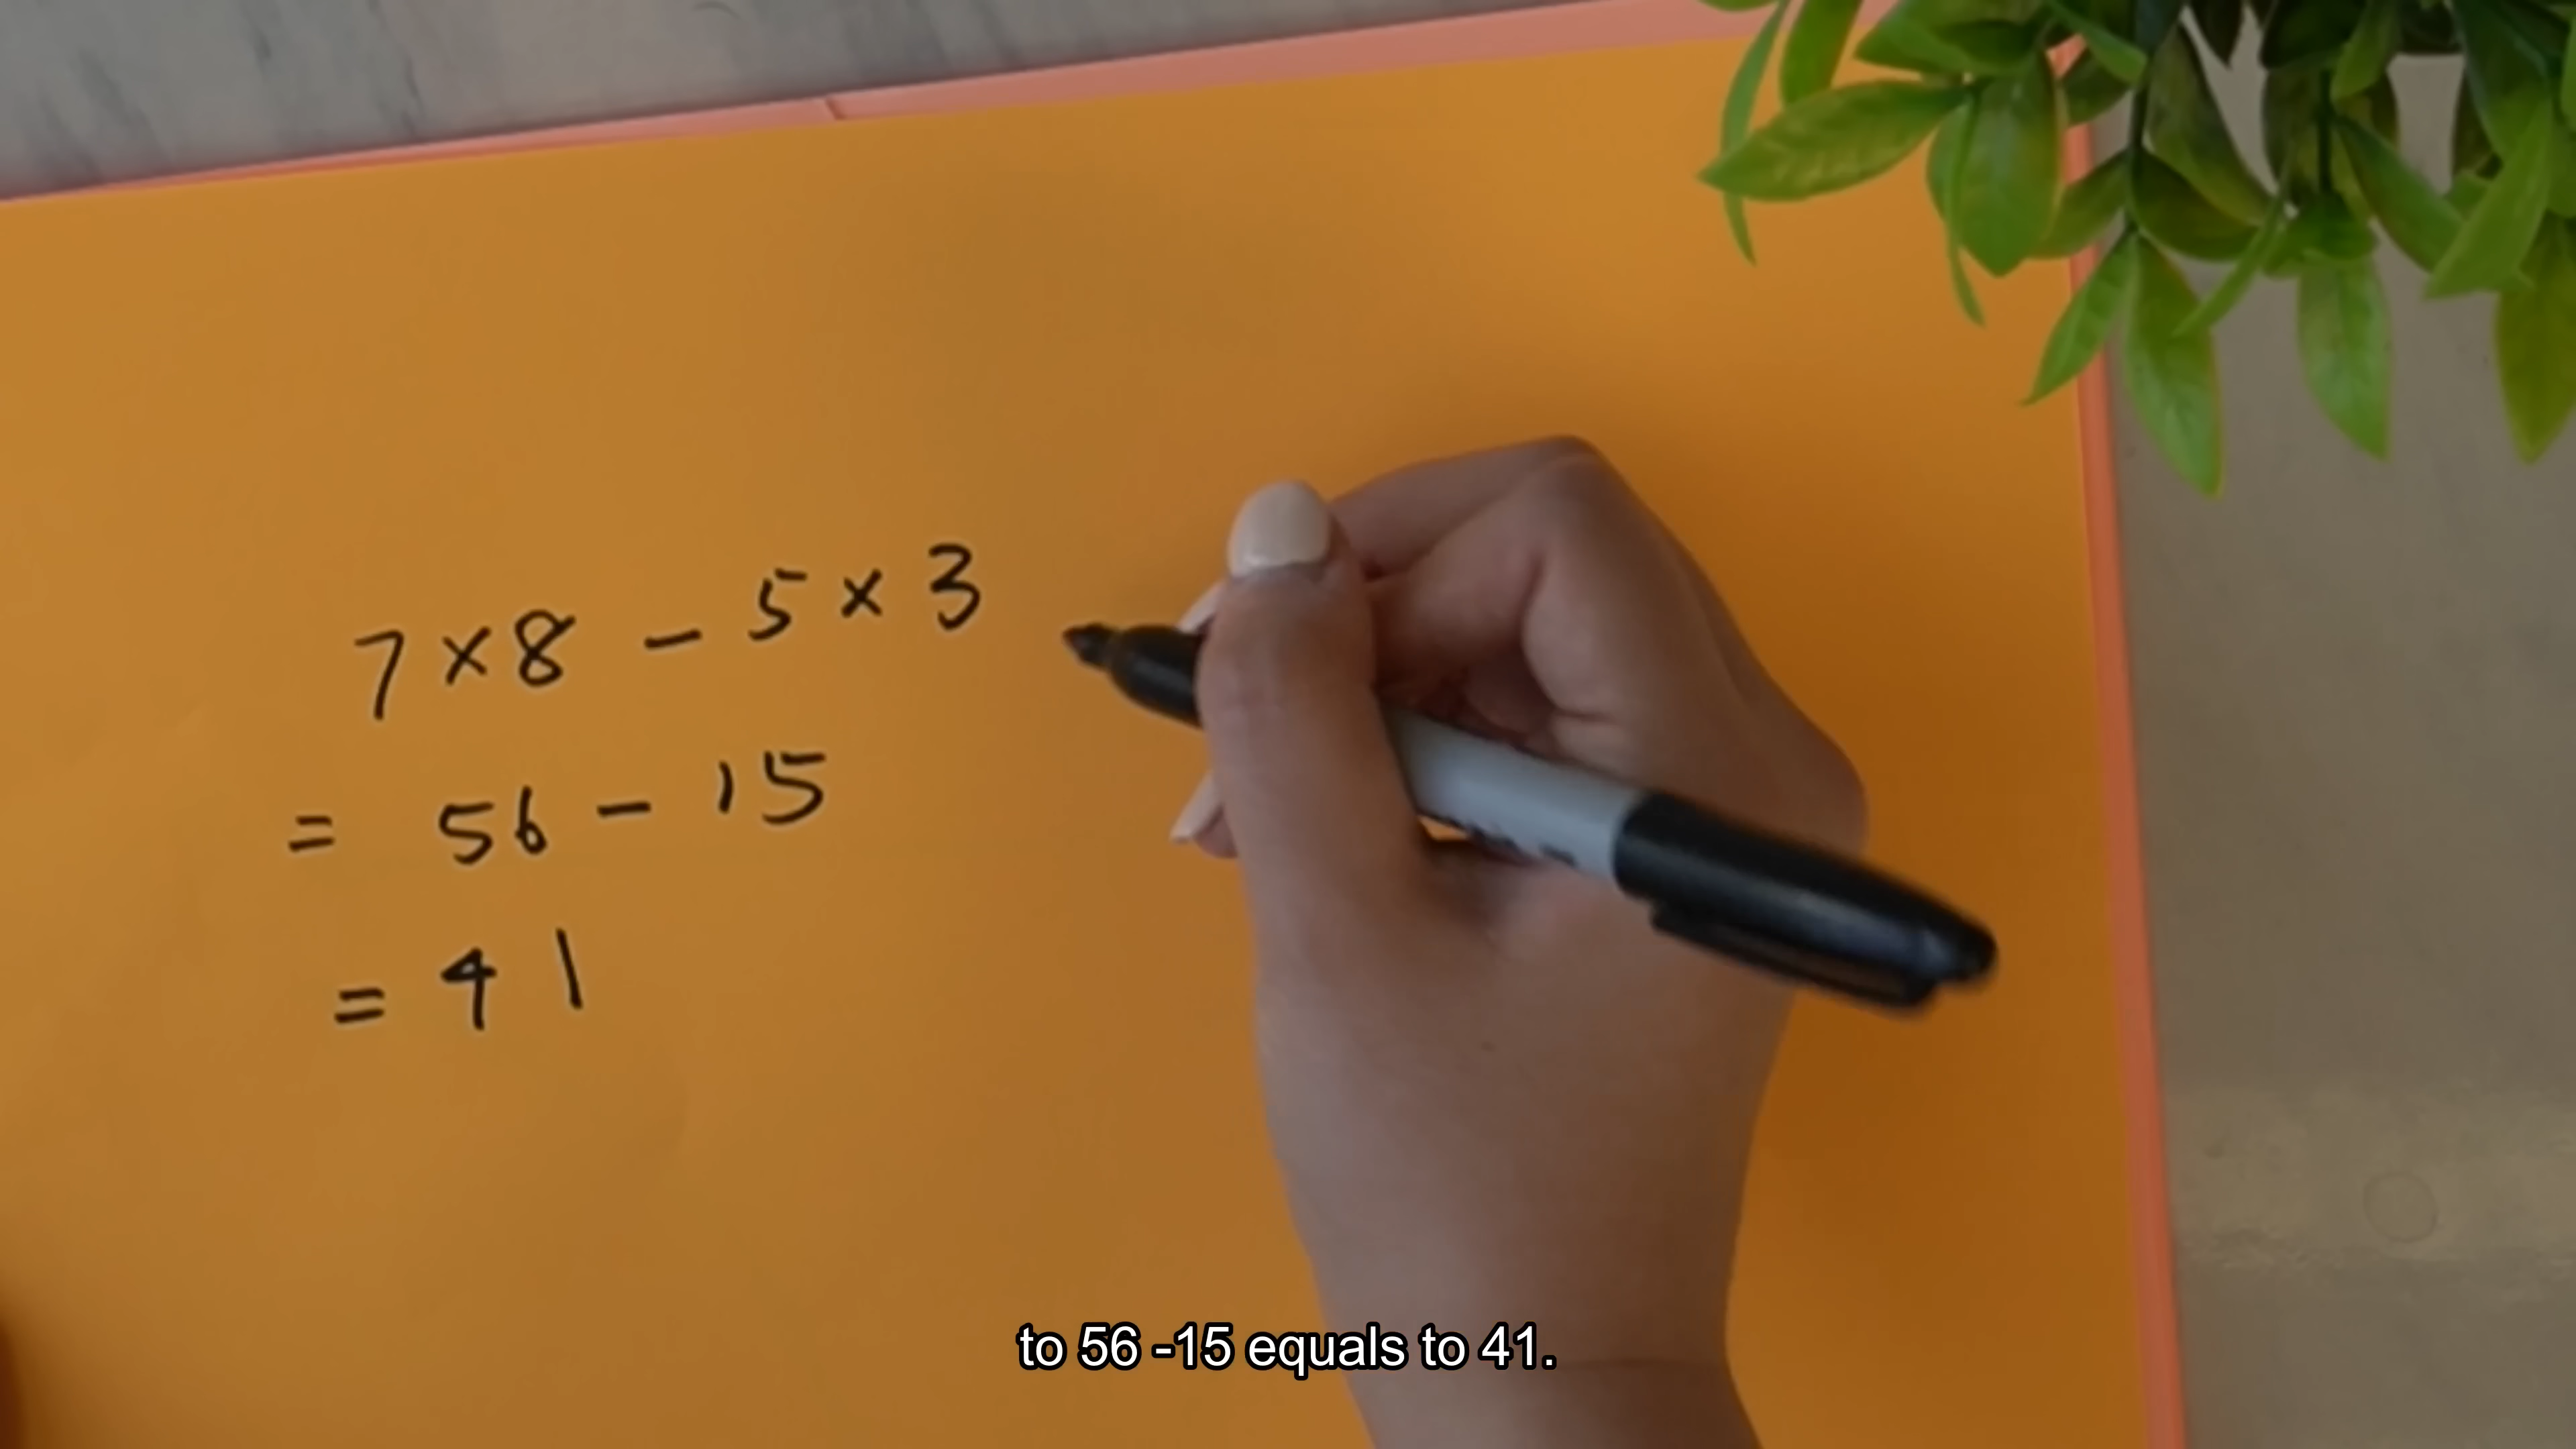 7 × 8 - 5 × 3
= 56 - 15
= 41
to 56 -15 equals to 41.